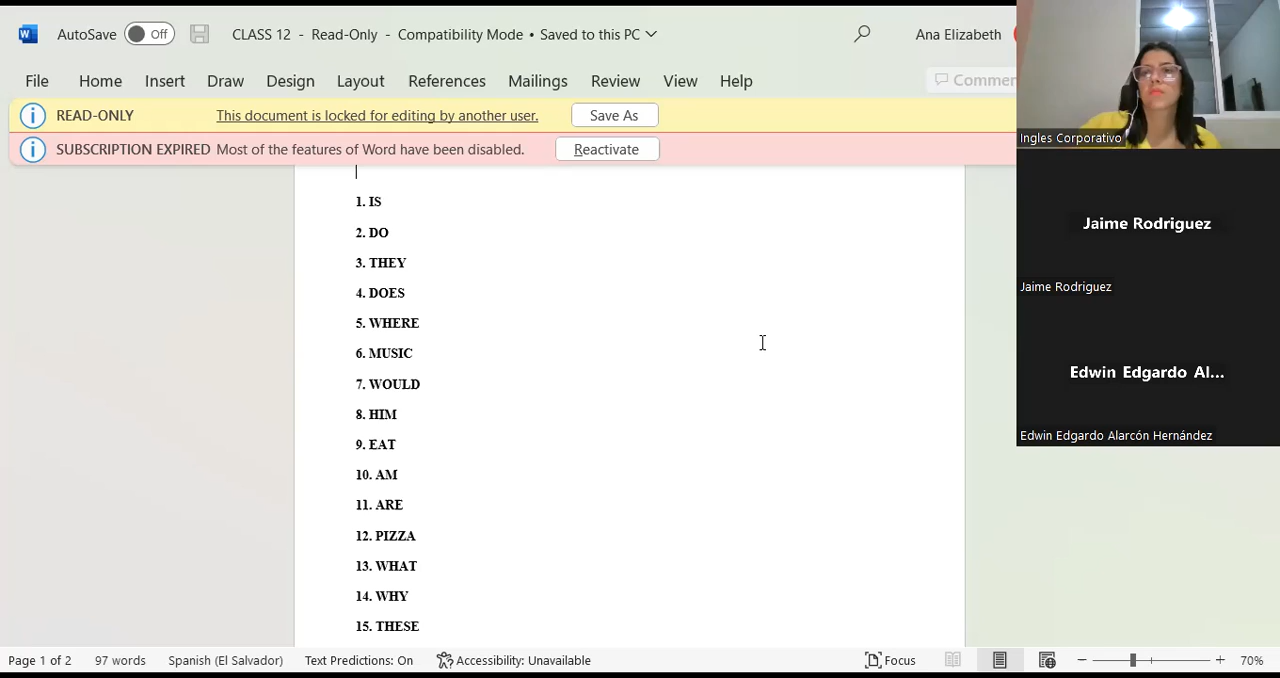 AutoSave Off CLASS 12 - Read-Only - Compatibility Mode • Saved to this PC Ana Elizabeth
File Home Insert Draw Design Layout References Mailings Review View Help Commen
READ-ONLY This document is locked for editing by another user. Save As
SUBSCRIPTION EXPIRED Most of the features of Word has been disabled. Reactivate
1. IS
2. DO
3. THEY
4. DOES
5. WHERE
6. MUSIC
7. WOULD
8. HIM
9. EAT
10. AM
11. ARE
12. PIZZA
13. WHAT
14. WHY
15. THESE
Page 1 of 2 97 words Spanish (El Salvador) Text Predictions: On Accessibility: Unavailable Focus 70%
Ingles Corporativo
Jaime Rodriguez
Jaime Rodriguez
Edwin Edgardo Al...
Edwin Edgardo Alarcón Hernández